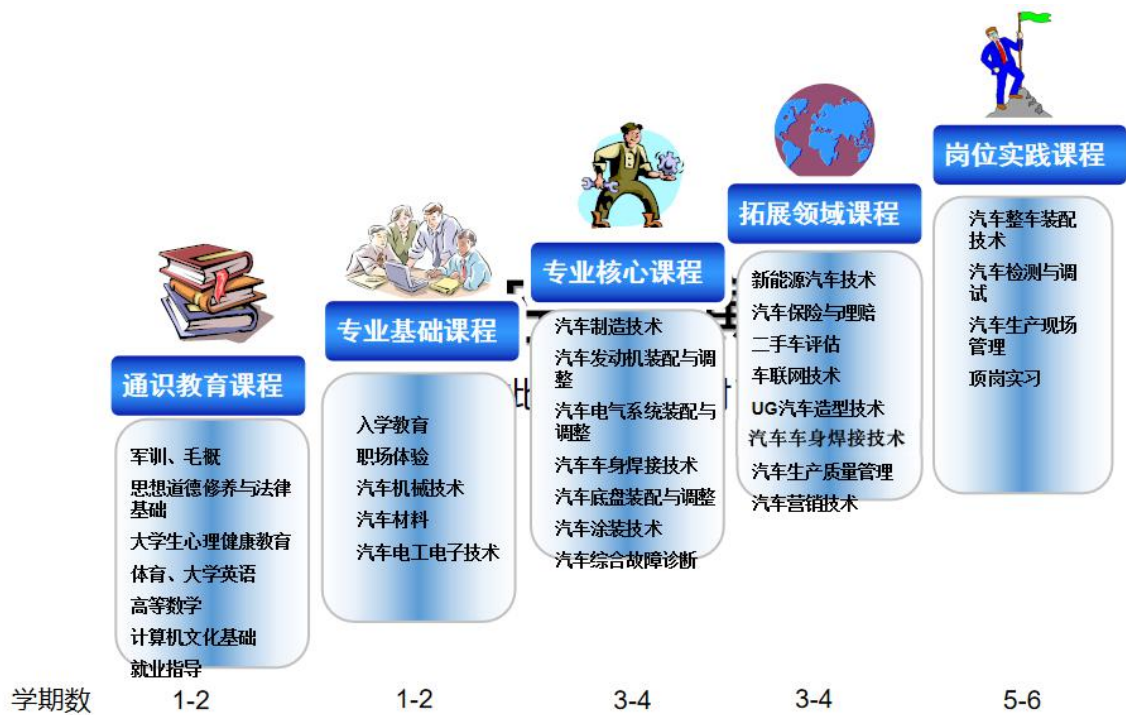 通识教育课程
军训、毛概
思想道德修养与法律
基础
大学生心理健康教育
体育、大学英语
高等数学
计算机文化基础
就业指导
专业基础课程
入学教育
职场体验
汽车机械技术
汽车材料
汽车电工电子技术
专业核心课程
汽车制造技术
汽车发动机装配与调
整
汽车电气系统装配与
调整
汽车车身焊接技术
汽车底盘装配与调整
汽车涂装技术
汽车综合故障诊断
拓展领域课程
新能源汽车技术
汽车保险与理赔
二手车评估
车联网技术
UG汽车造型技术
汽车车身焊接技术
汽车生产质量管理
汽车营销技术
岗位实践课程
汽车整车装配
技术
汽车检测与调
试
汽车生产现场
管理
顶岗实习
学期数 1-2 1-2 3-4 3-4 5-6